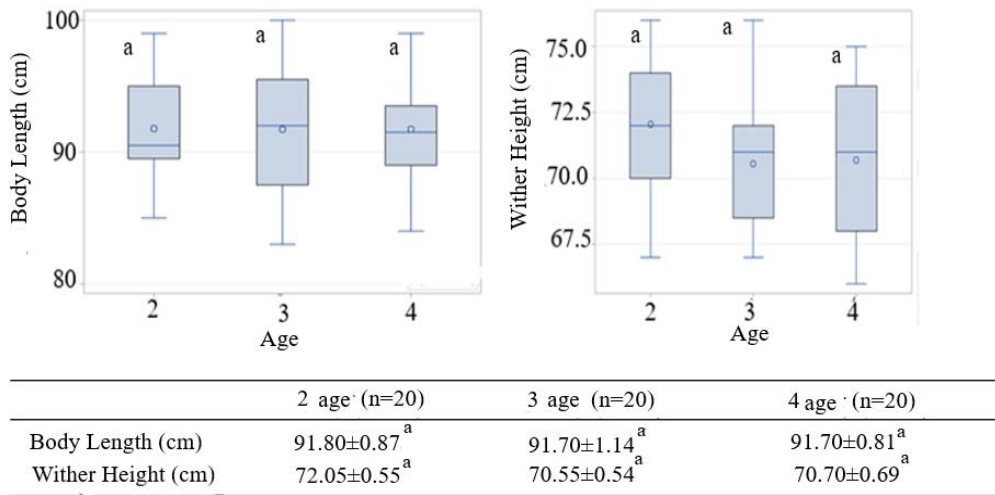 100
90
80
Body Length (cm)
a a a
2 3 4
Age
75.0
72.5
70.0
67.5
Wither Height (cm)
a a a
2 3 4
Age
2 age (n=20) 3 age (n=20) 4 age (n=20)
Body Length (cm) 91.80±0.87a 91.70±1.14a 91.70±0.81a
Wither Height (cm) 72.05±0.55a 70.55±0.54a 70.70±0.69a